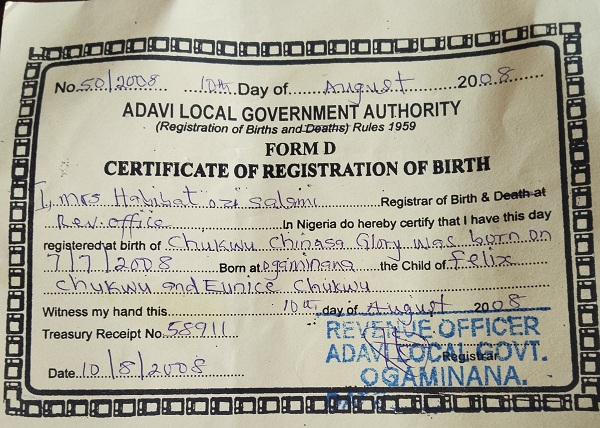 No. 50/2008 10th Day of August 2008
ADAVI LOCAL GOVERNMENT AUTHORITY
(Registration of Births and Deaths) Rules 1959
FORM D
CERTIFICATE OF REGISTRATION OF BIRTH
I, mrs Habibat ozi Salami Registrar of Birth & Death at
Rev. office In Nigeria do hereby certify that I have this day
registered at birth of Chukwu Chinasa Glory was born on
7/7/2008 Born at ogaminana the Child of Felix
Chukwu and Eunice Chukwu
Witness my hand this 10th day of August 2008
Treasury Receipt No. 58911
REVENUE OFFICER
ADAVI LOCAL GOVT.
Registrar
OGAMINANA.
Date 10/8/2008